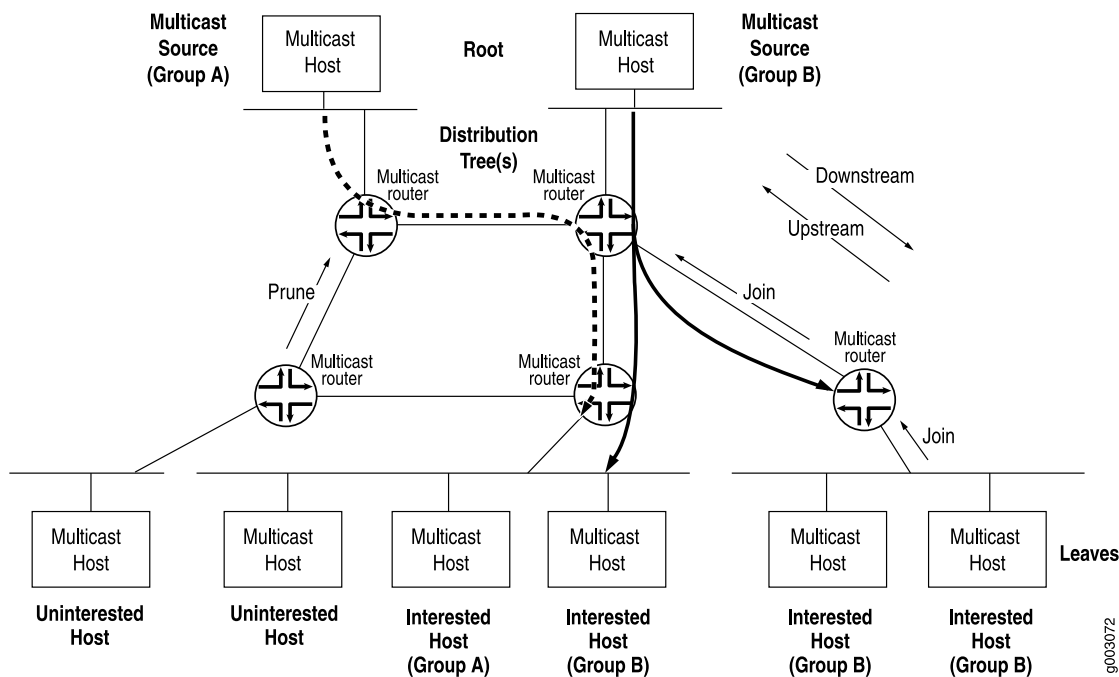 Multicast
Source
(Group A)
Multicast
Host
Root
Multicast
Host
Multicast
Source
(Group B)
Distribution
Tree(s)
Multicast
router
Multicast
router
Downstream
Upstream
Prune
Join
Multicast
router
Multicast
router
Multicast
router
Join
Multicast
Host
Multicast
Host
Multicast
Host
Multicast
Host
Multicast
Host
Multicast
Host
Leaves
Uninterested
Host
Uninterested
Host
Interested
Host
(Group A)
Interested
Host
(Group B)
Interested
Host
(Group B)
Interested
Host
(Group B)
g003072